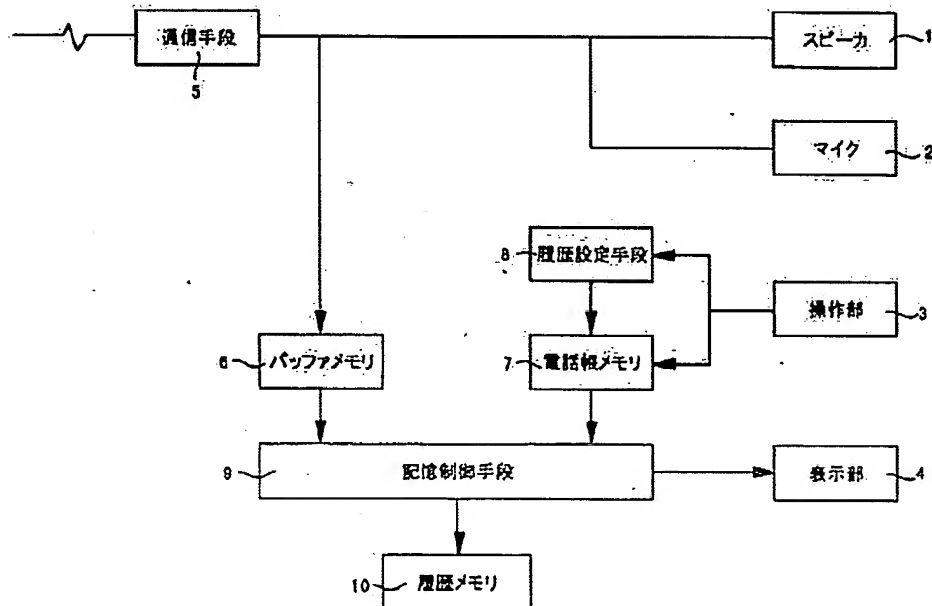 通信手段
5
スピーカ
1
マイク
2
8
履歴設定手段
操作部
3
6
バッファメモリ
7
電話帳メモリ
9
記憶制御手段
表示部
4
10
履歴メモリ